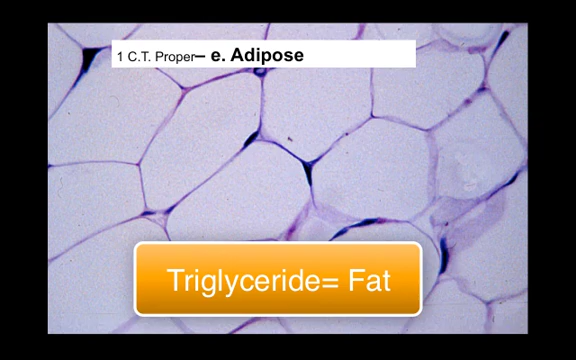 1 C.T. Proper– e. Adipose
Triglyceride= Fat